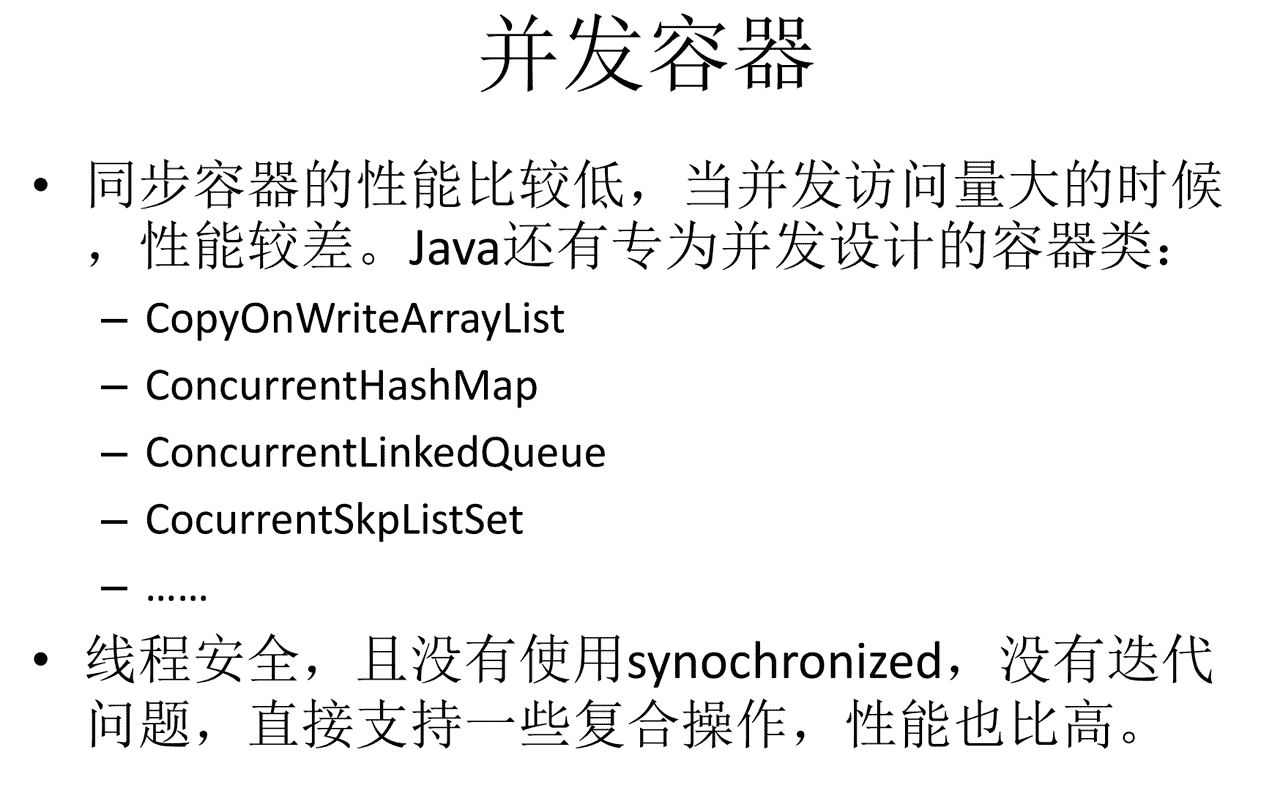 并发容器
• 同步容器的性能比较低，当并发访问量大的时候
，性能较差。Java还有专为并发设计的容器类：
– CopyOnWriteArrayList
– ConcurrentHashMap
– ConcurrentLinkedQueue
– CocurrentSkpListSet
– ……
• 线程安全，且没有使用synochronized，没有迭代
问题，直接支持一些复合操作，性能也比高。